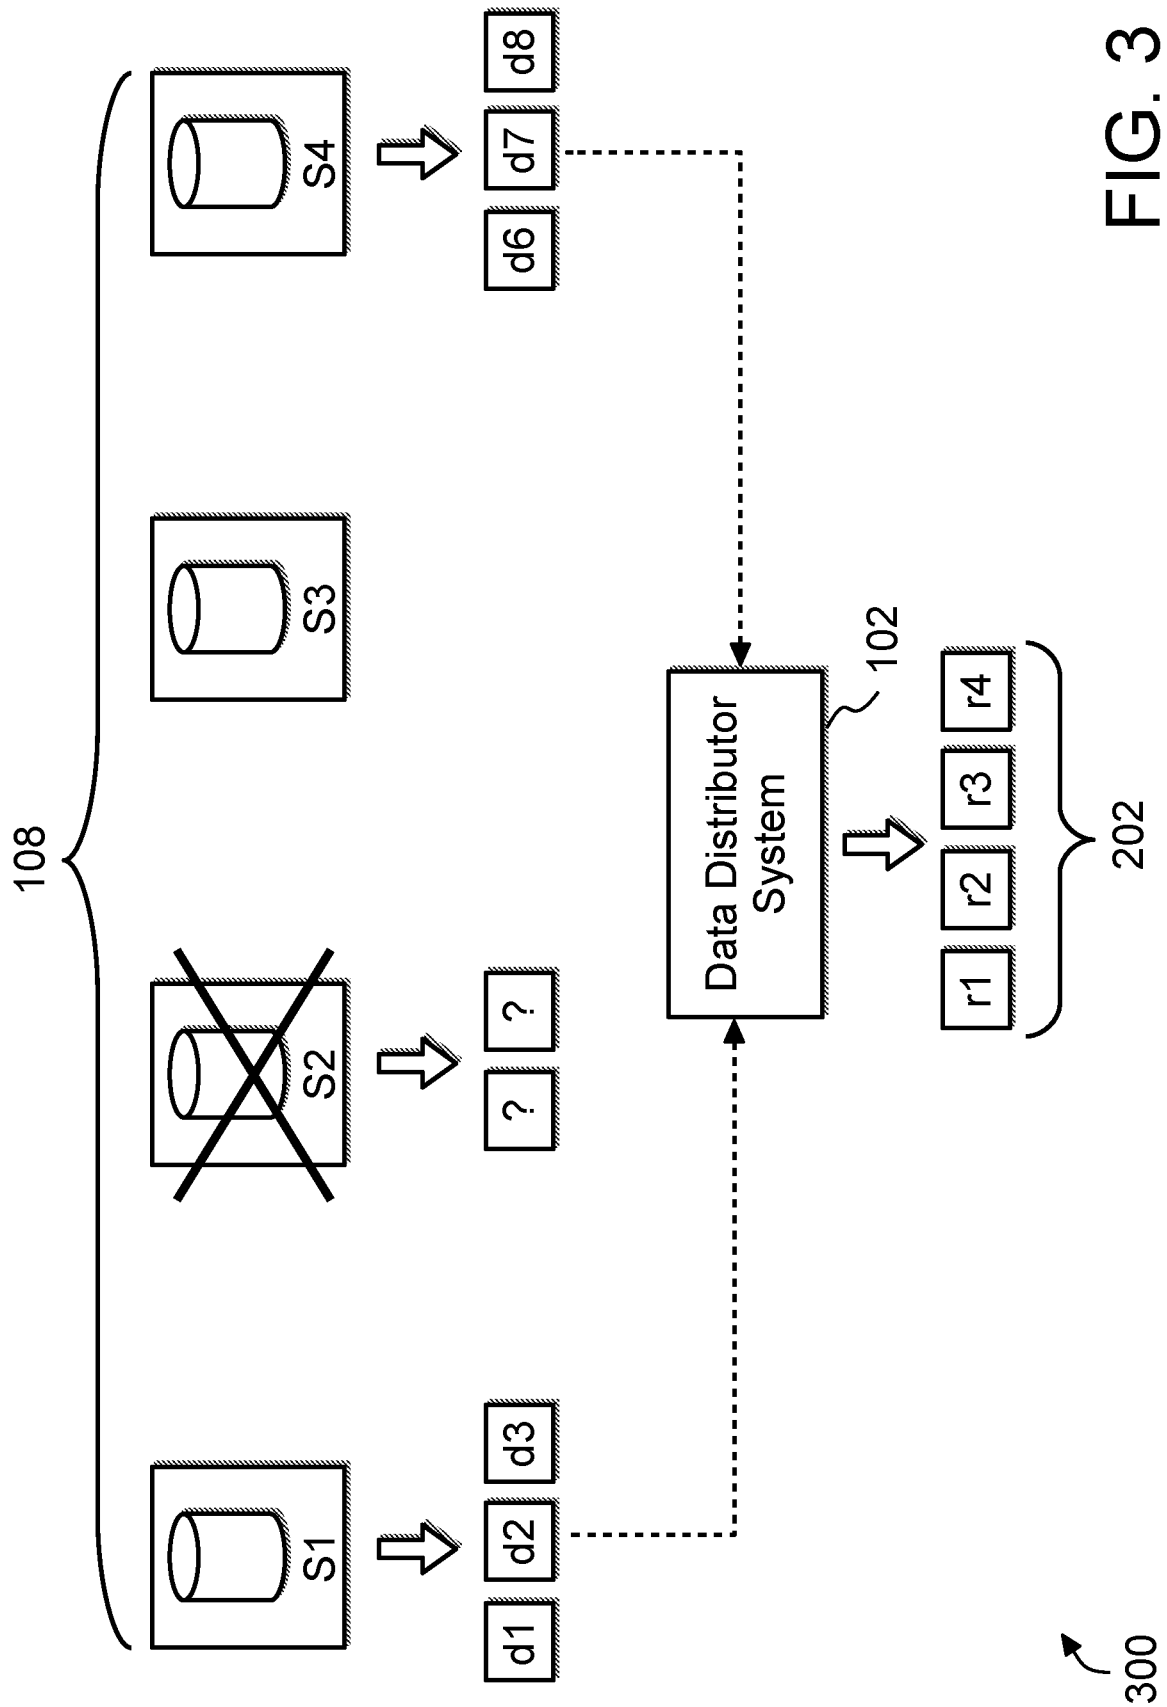 108
S1
S2
S3
S4
d1
d2
d3
?
?
d6
d7
d8
Data Distributor
System
102
r1
r2
r3
r4
202
300
FIG. 3